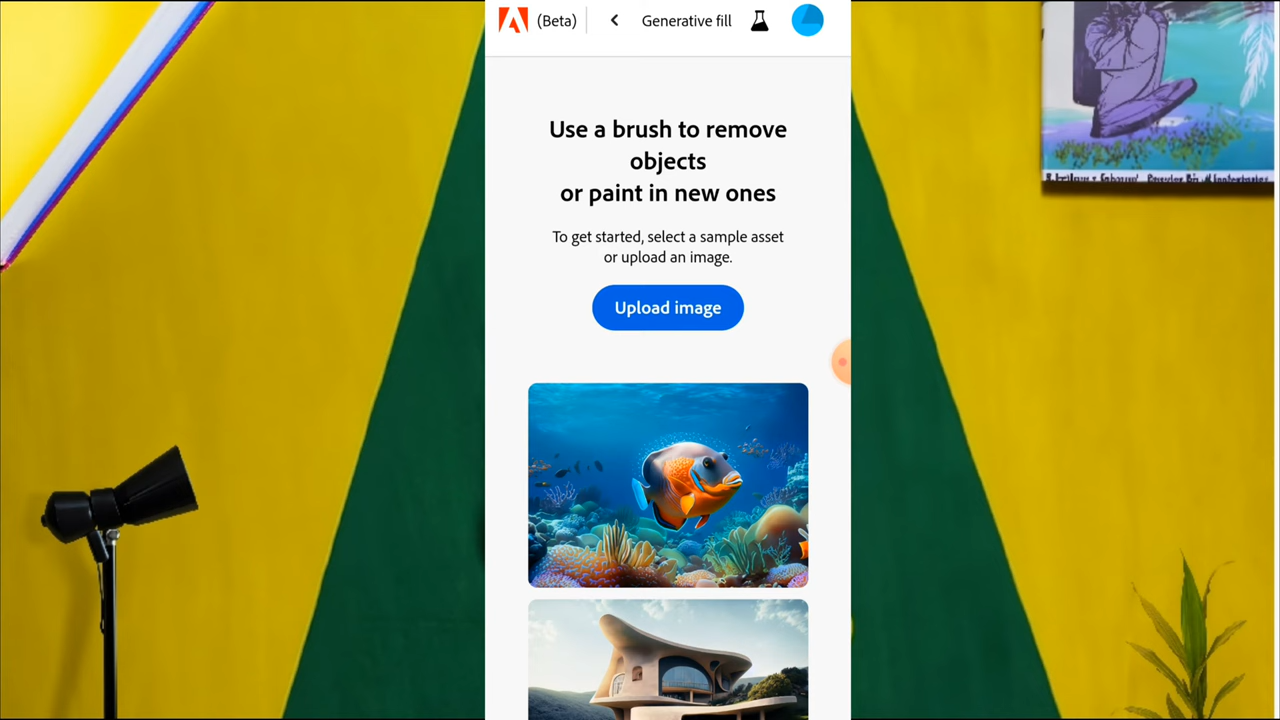 (Beta)
Generative fill
Use a brush to remove
objects
or paint in new ones
To get started, select a sample asset
or upload an image.
Upload image